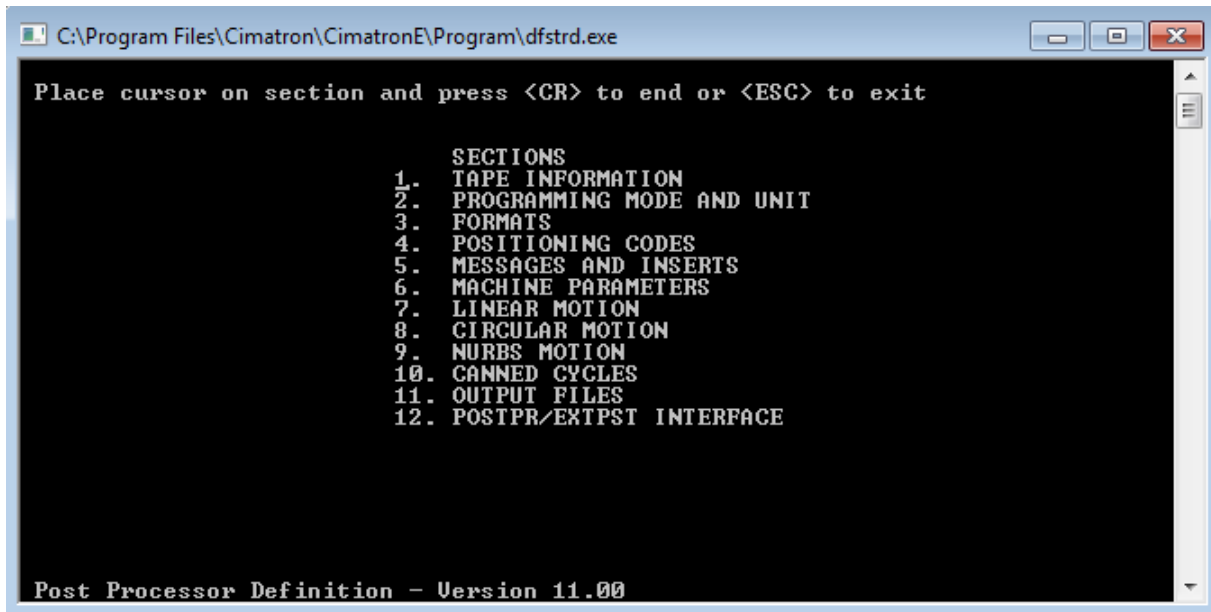 C:\Program Files\Cimatron\CimatronE\Program\dfstrd.exe
Place cursor on section and press <CR> to end or <ESC> to exit
SECTIONS
1. TAPE INFORMATION
2. PROGRAMMING MODE AND UNIT
3. FORMATS
4. POSITIONING CODES
5. MESSAGES AND INSERTS
6. MACHINE PARAMETERS
7. LINEAR MOTION
8. CIRCULAR MOTION
9. NURBS MOTION
10. CANNED CYCLES
11. OUTPUT FILES
12. POSTPR/EXTPST INTERFACE
Post Processor Definition - Version 11.00